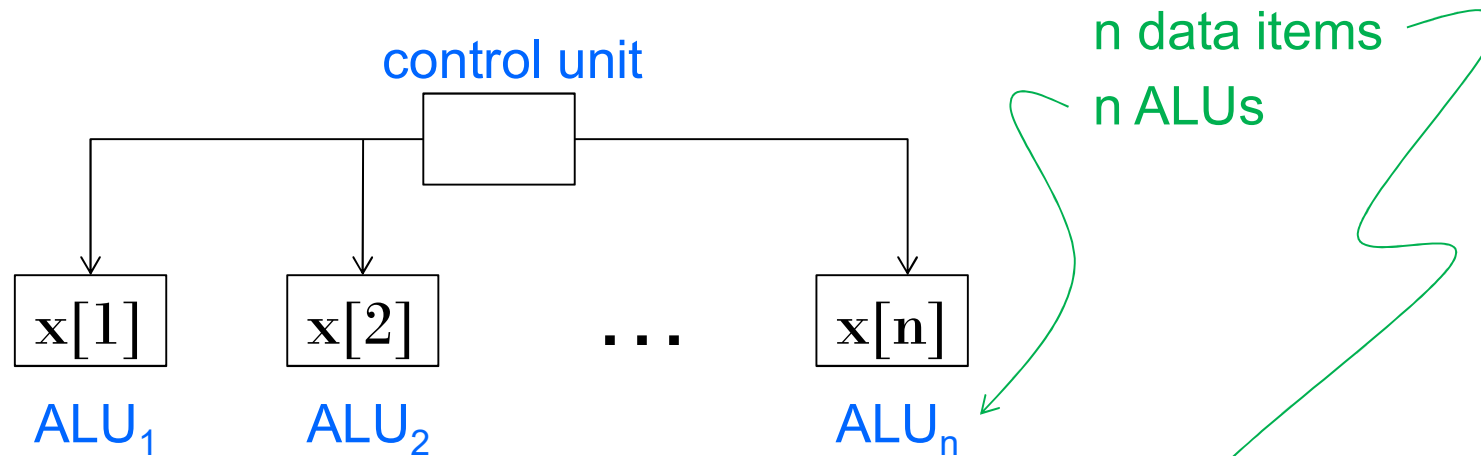 n data items
control unit
n ALUs
x[1] x[2] ... x[n]
ALU₁ ALU₂ ALUₙ